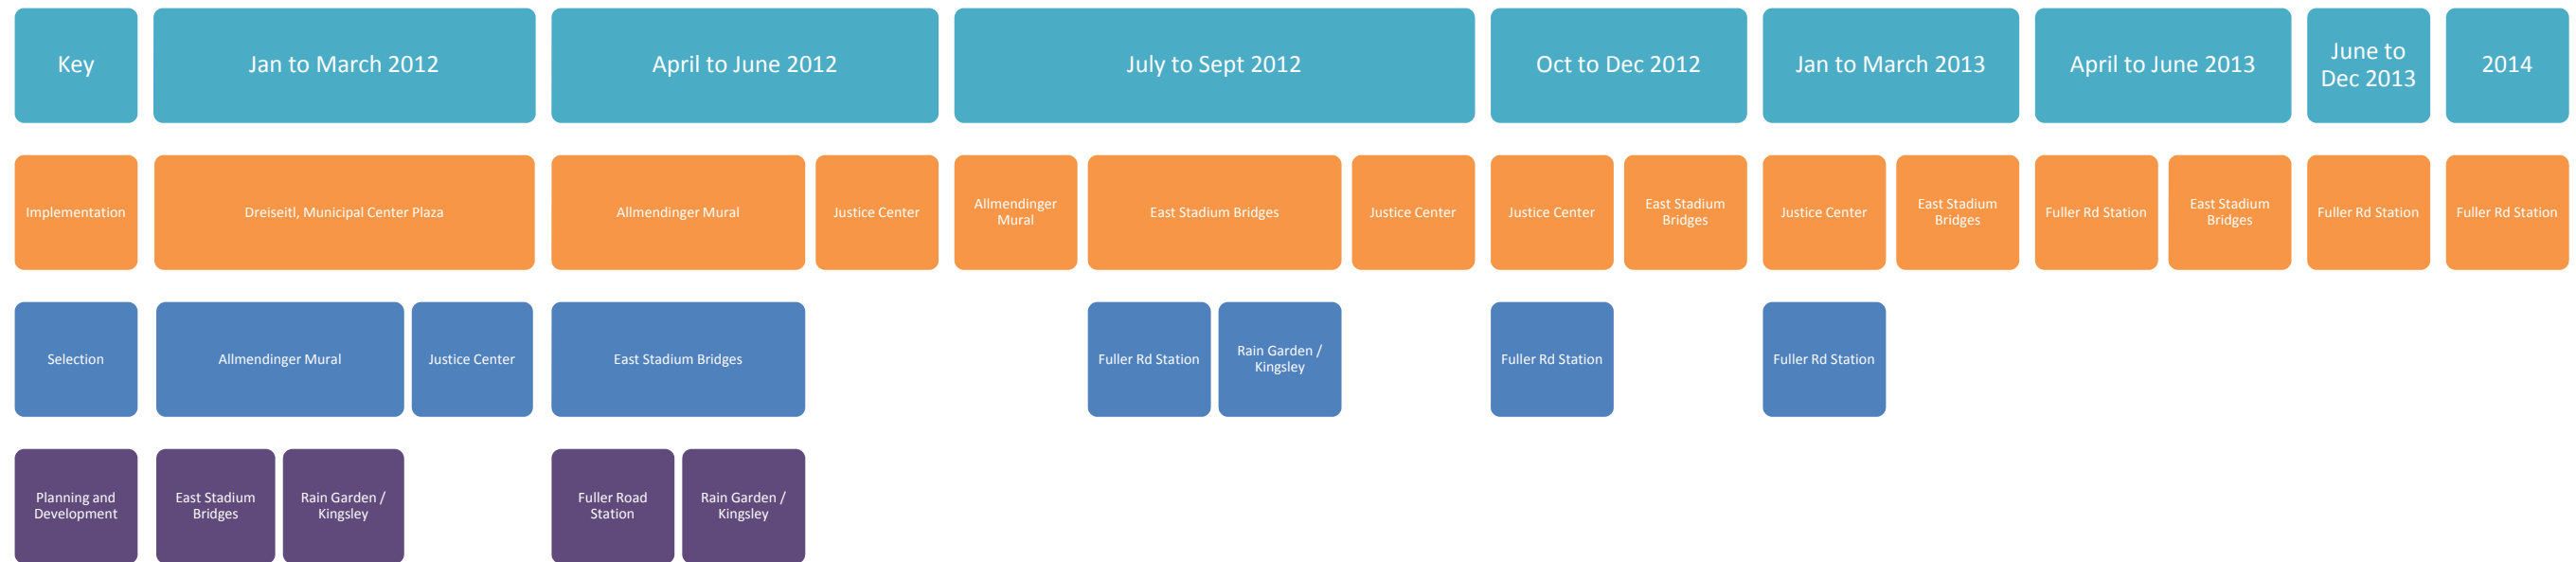 Key
Jan to March 2012
April to June 2012
July to Sept 2012
Oct to Dec 2012
Jan to March 2013
April to June 2013
June to
Dec 2013
2014
Implementation
Dreiseitl, Municipal Center Plaza
Allmendinger Mural
Justice Center
Allmendinger
Mural
East Stadium Bridges
Justice Center
Justice Center
East Stadium
Bridges
Justice Center
East Stadium
Bridges
Fuller Rd Station
East Stadium
Bridges
Fuller Rd Station
Fuller Rd Station
Selection
Allmendinger Mural
Justice Center
East Stadium Bridges
Fuller Rd Station
Rain Garden /
Kingsley
Fuller Rd Station
Fuller Rd Station
Planning and
Development
East Stadium
Bridges
Rain Garden /
Kingsley
Fuller Road
Station
Rain Garden /
Kingsley